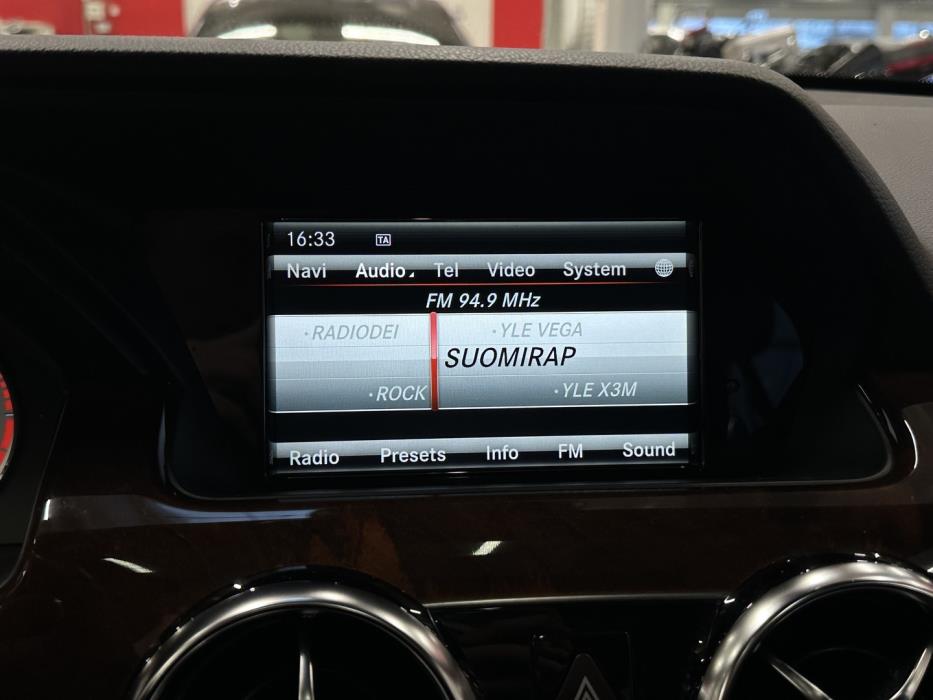 16:33 TA
Navi Audio Tel Video System
FM 94.9 MHz
·RADIODEI ·YLE VEGA
SUOMIRAP
·ROCK ·YLE X3M
Radio Presets Info FM Sound